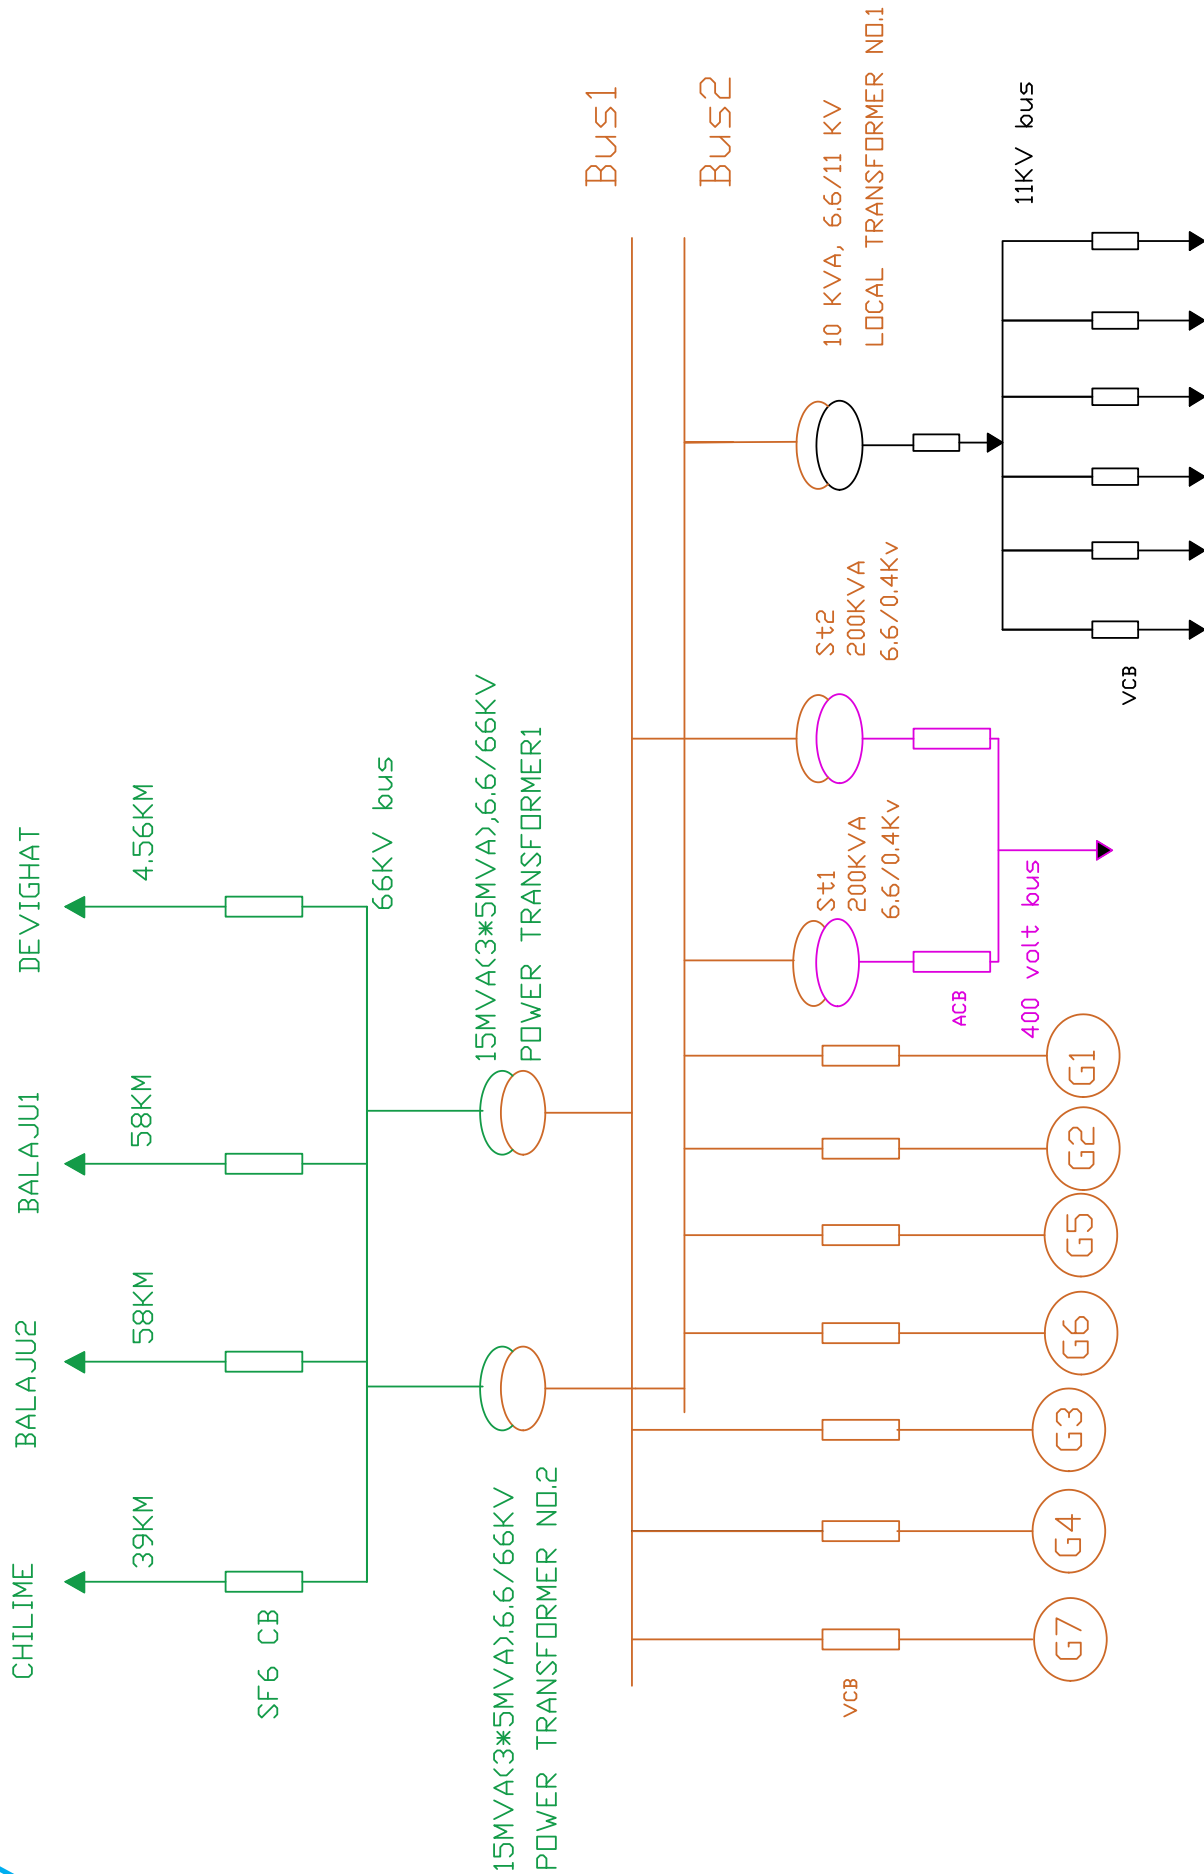 CHILIME
BALAJU2
BALAJU1
DEVIGHAT
39KM
58KM
58KM
4.56KM
SF6 CB
66KV bus
15MVA(3*5MVA),6.6/66KV
POWER TRANSFORMER NO.2
15MVA(3*5MVA),6.6/66KV
POWER TRANSFORMER1
Bus1
Bus2
VCB
G7
G4
G3
G6
G5
G2
G1
ACB
400 volt bus
St1
200KVA
6.6/0.4Kv
St2
200KVA
6.6/0.4Kv
10 KVA, 6.6/11 KV
LOCAL TRANSFORMER NO.1
11KV bus
VCB